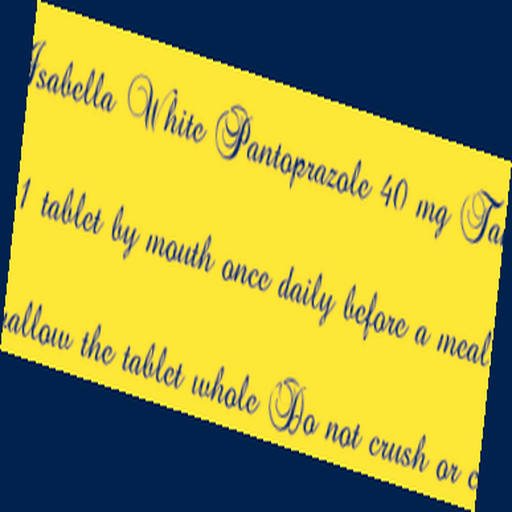 Isabella White Pantoprazole 40 mg
1 tablet by mouth once daily before a meal
the tablet whole Do not crush or